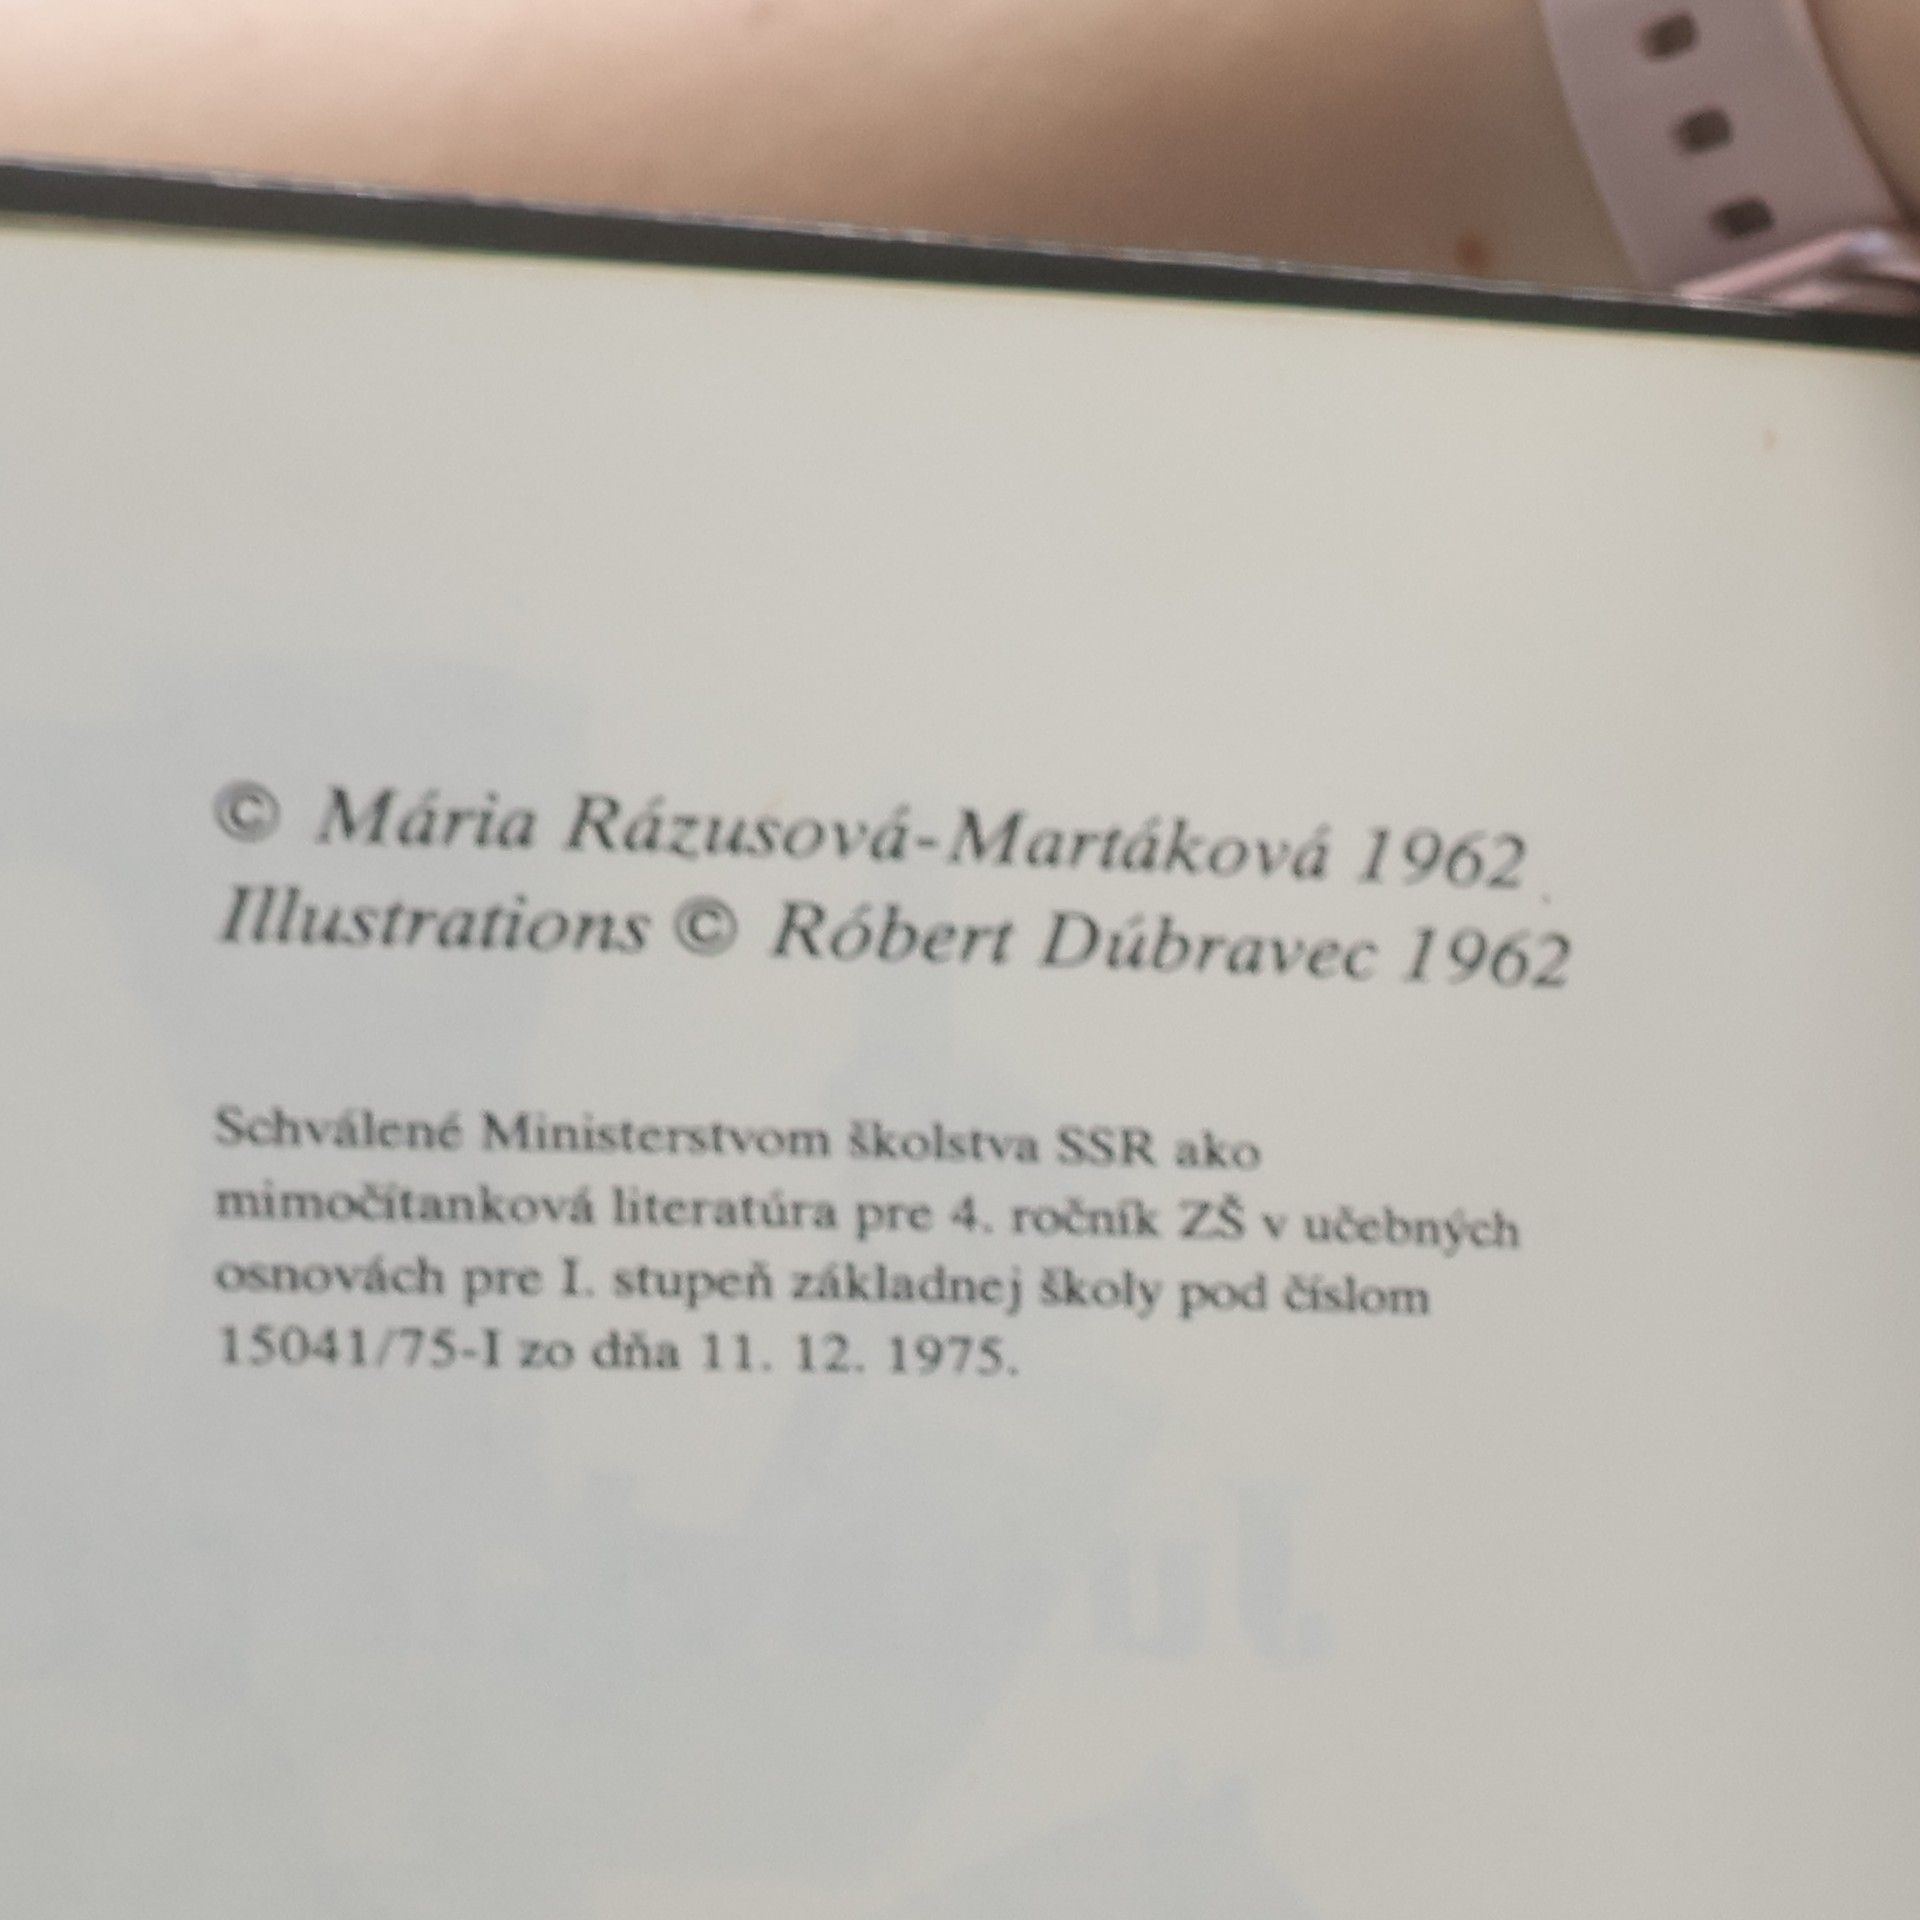 © Mária Rázusová-Martáková 1962
Illustrations © Róbert Dúbravec 1962
Schválené Ministerstvom školstva SSR ako
mimočítanková literatúra pre 4. ročník ZŠ v učebných
osnovách pre I. stupeň základnej školy pod číslom
15041/75-I zo dňa 11. 12. 1975.